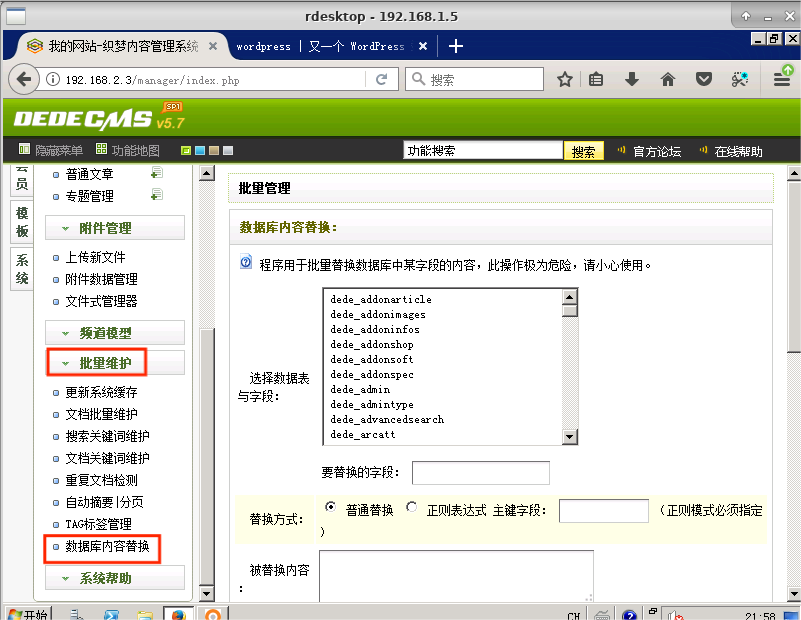 rdesktop - 192.168.1.5
我的网站-织梦内容管理系统
wordpress | 又一个 WordPress
192.168.2.3/manager/index.php
搜索
DEDECMS SP1 v5.7
隐藏菜单 功能地图
功能搜索 搜索 官方论坛 在线帮助
会员
模板
系统
普通文章
专题管理
附件管理
上传新文件
附件数据管理
文件式管理器
频道模型
批量维护
更新系统缓存
文档批量维护
搜索关键词维护
文档关键词维护
重复文档检测
自动摘要|分页
TAG标签管理
数据库内容替换
系统帮助
批量管理
数据库内容替换:
程序用于批量替换数据库中某字段的内容，此操作极为危险，请小心使用。
选择数据表与字段:
dede_addonarticle
dede_addonimages
dede_addoninfos
dede_addonshop
dede_addonsoft
dede_addonspec
dede_admin
dede_admintype
dede_advancedsearch
dede_arcatt
要替换的字段:
替换方式: 普通替换 正则表达式 主键字段: （正则模式必须指定
）
被替换内容
:
开始 CH 21:58